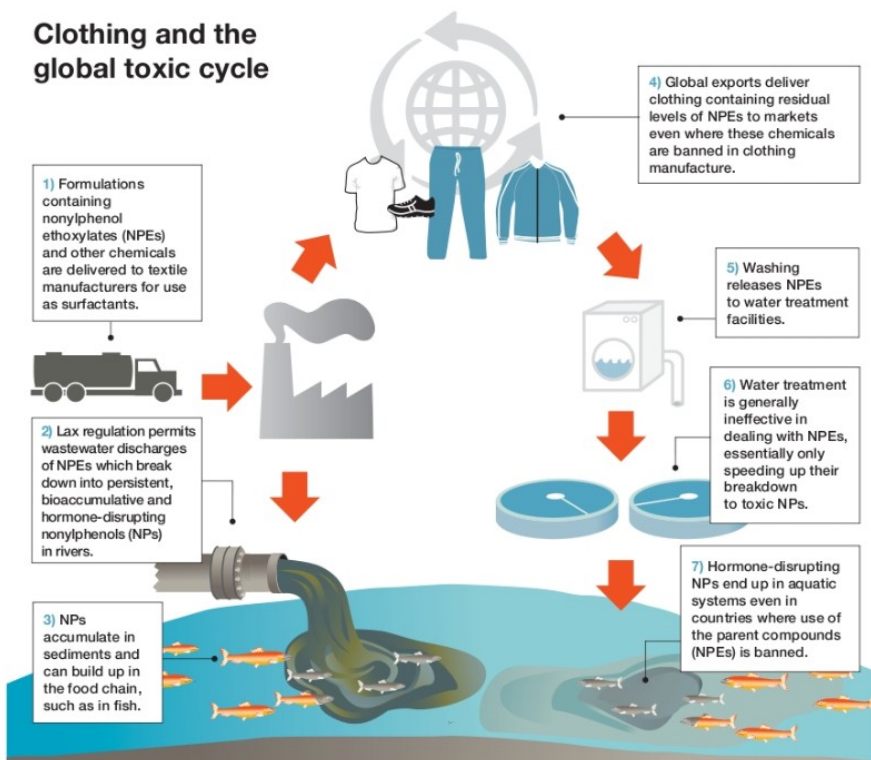 Clothing and the
global toxic cycle
1) Formulations
containing
nonylphenol
ethoxylates (NPEs)
and other chemicals
are delivered to textile
manufacturers for use
as surfactants.
2) Lax regulation permits
wastewater discharges
of NPEs which break
down into persistent,
bioaccumulative and
hormone-disrupting
nonylphenols (NPs)
in rivers.
3) NPs
accumulate in
sediments and
can build up in
the food chain,
such as in fish.
4) Global exports deliver
clothing containing residual
levels of NPEs to markets
even where these chemicals
are banned in clothing
manufacture.
5) Washing
releases NPEs
to water treatment
facilities.
6) Water treatment
is generally
ineffective in
dealing with NPEs,
essentially only
speeding up their
breakdown
to toxic NPs.
7) Hormone-disrupting
NPs end up in aquatic
systems even in
countries where use of
the parent compounds
(NPEs) is banned.